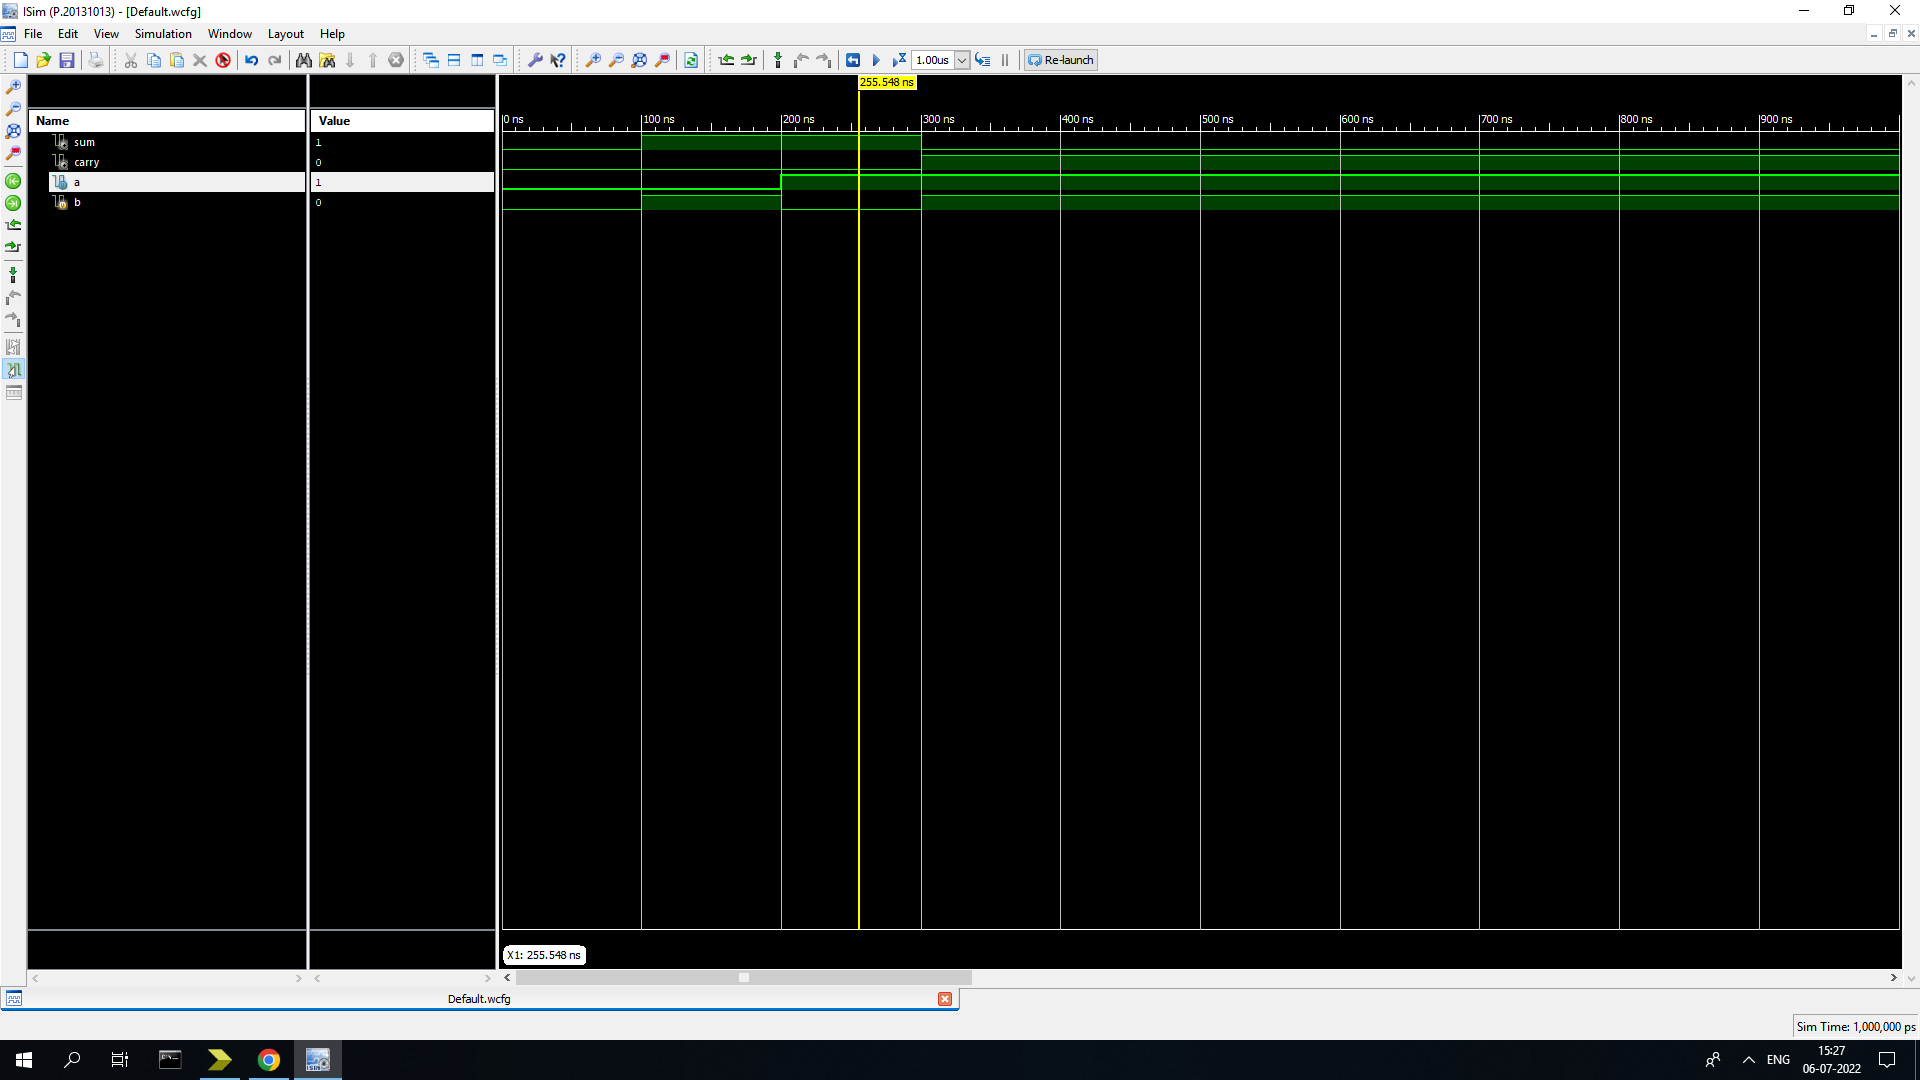 ISim (P.20131013) - [Default.wcfg]
File Edit View Simulation Window Layout Help
1.00us Re-launch
255.548 ns
Name Value
0 ns 100 ns 200 ns 300 ns 400 ns 500 ns 600 ns 700 ns 800 ns 900 ns
sum 1
carry 0
a 1
b 0
X1: 255.548 ns
Default.wcfg
Sim Time: 1,000,000 ps
ENG
15:27
06-07-2022